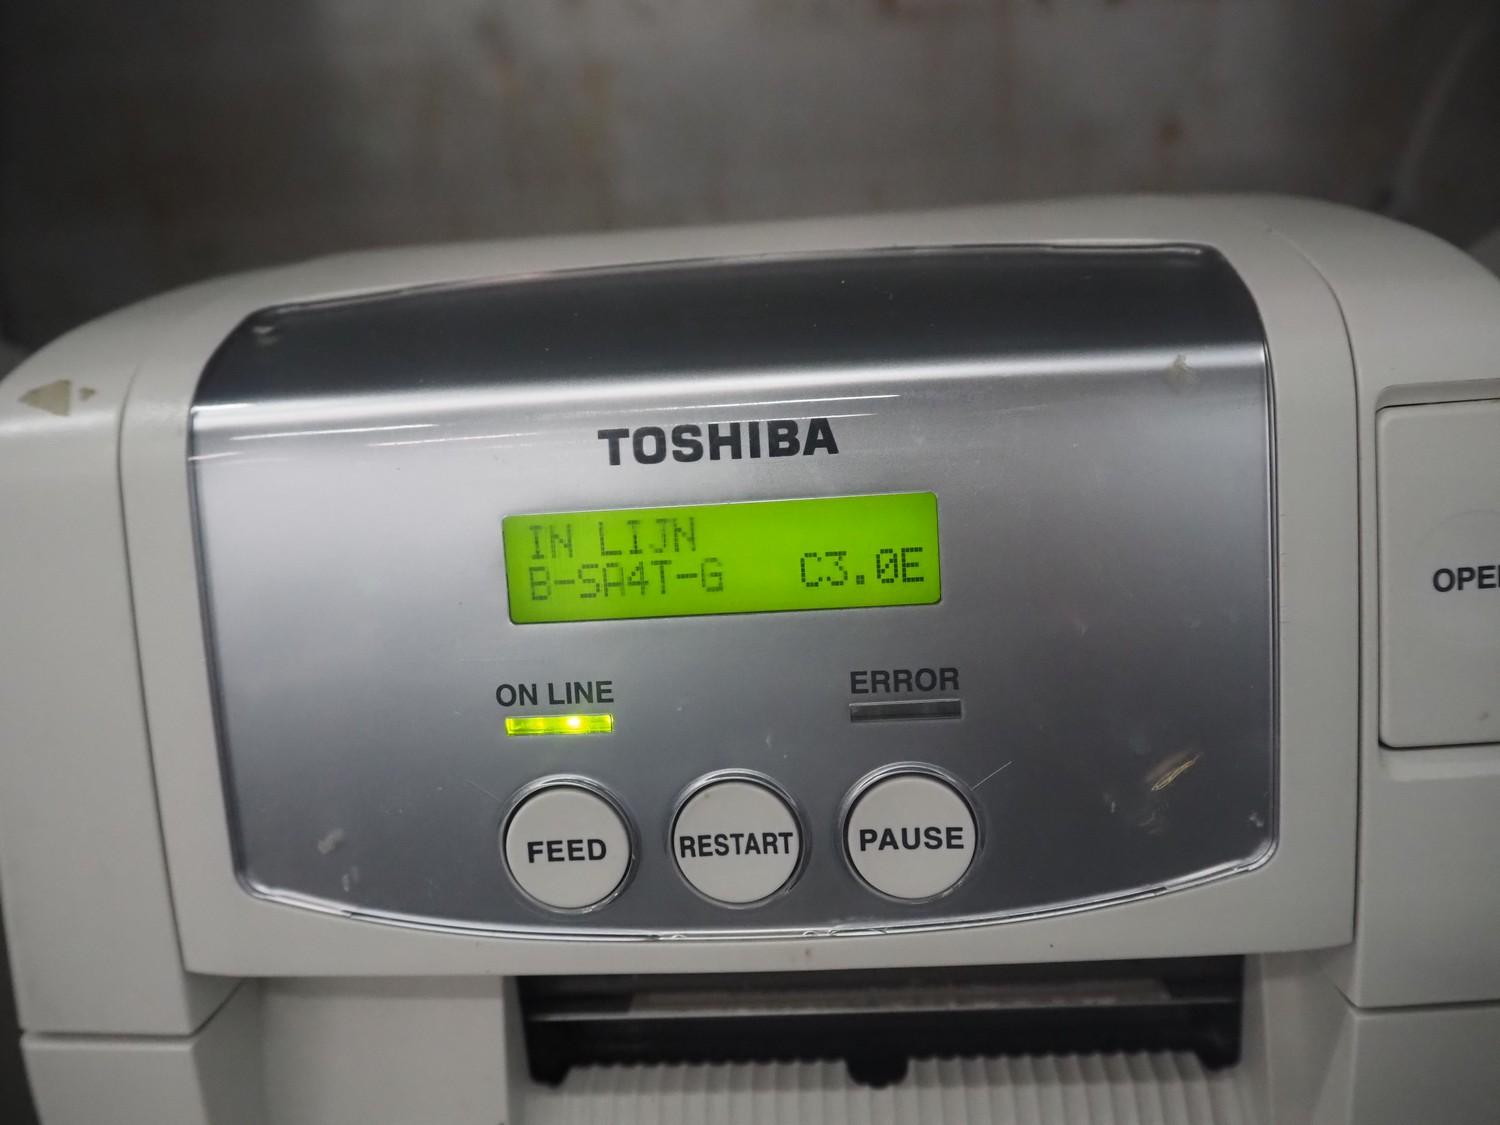 TOSHIBA
IN LIJN
B-SA4T-G C3.0E
ON LINE
ERROR
FEED
RESTART
PAUSE